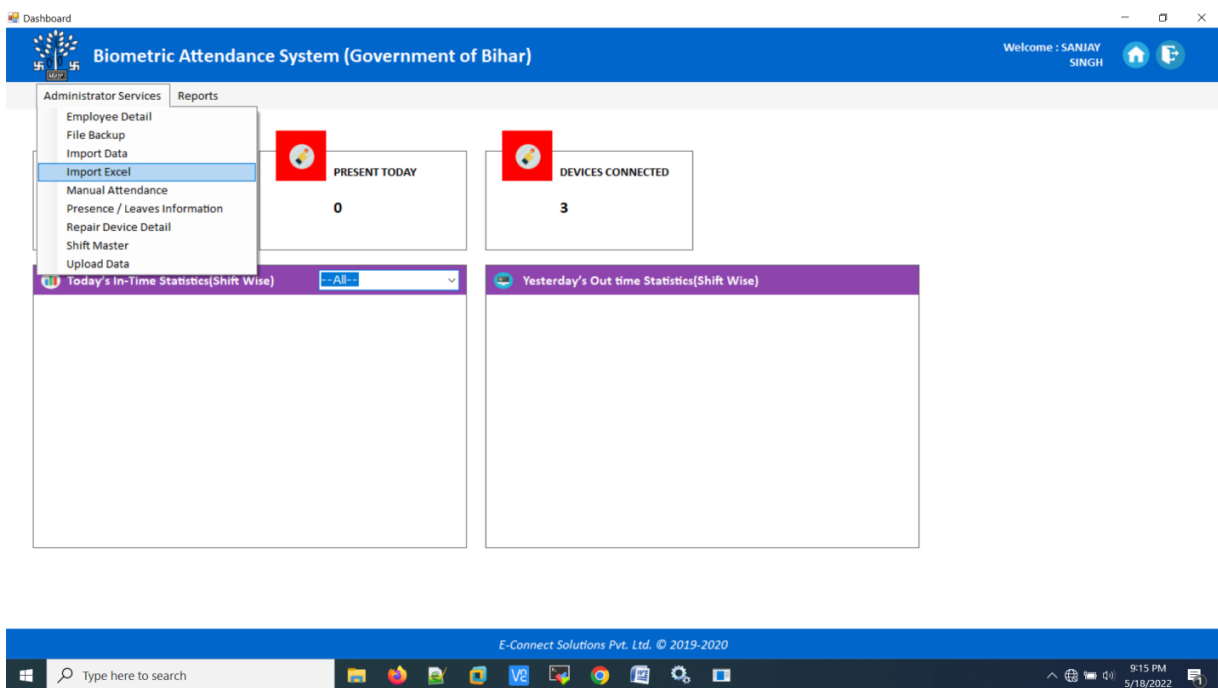 Dashboard
Biometric Attendance System (Government of Bihar)
Welcome : SANJAY
SINGH
Administrator Services Reports
Employee Detail
File Backup
Import Data
Import Excel
Manual Attendance
Presence / Leaves Information
Repair Device Detail
Shift Master
Upload Data
PRESENT TODAY
0
DEVICES CONNECTED
3
Today's In-Time Statistics(Shift Wise) --All--
Yesterday's Out time Statistics(Shift Wise)
E-Connect Solutions Pvt. Ltd. © 2019-2020
Type here to search
9:15 PM
5/18/2022
1